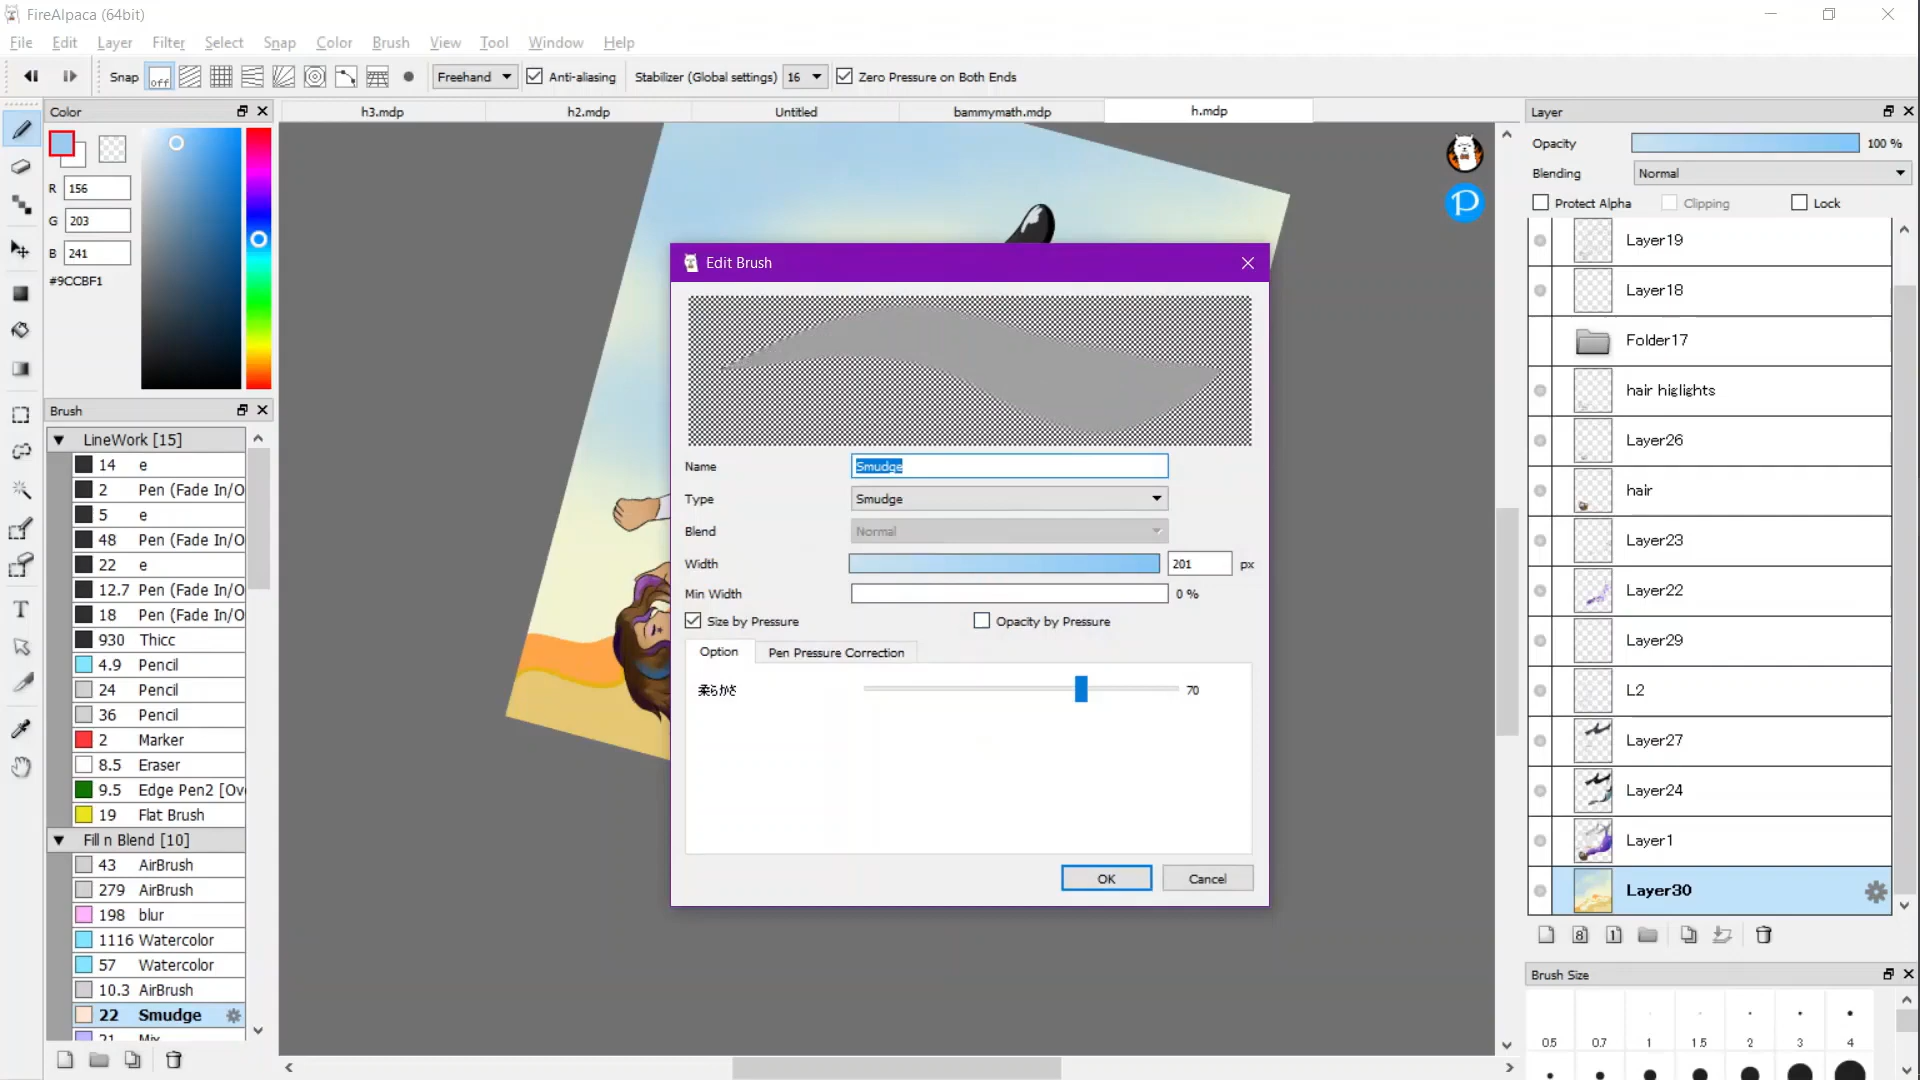 FireAlpaca (64bit)
File Edit Layer Filter Select Snap Color Brush View Tool Window Help
Snap off Freehand Anti-aliasing Stabilizer (Global settings) 16 Zero Pressure on Both Ends
Color
h3.mdp h2.mdp Untitled bammymath.mdp h.mdp
R 156
G 203
B 241
#9CCBF1
Brush
LineWork [15]
14 e
2 Pen (Fade In/O
5 e
48 Pen (Fade In/O
22 e
12.7 Pen (Fade In/O
18 Pen (Fade In/O
930 Thicc
4.9 Pencil
24 Pencil
36 Pencil
2 Marker
8.5 Eraser
9.5 Edge Pen2 [Ov
19 Flat Brush
Fill n Blend [10]
43 AirBrush
279 AirBrush
198 blur
1116 Watercolor
57 Watercolor
10.3 AirBrush
22 Smudge
T
P
Edit Brush
Name Smudge
Type Smudge
Blend Normal
Width 201 px
Min Width 0 %
Size by Pressure Opacity by Pressure
Option Pen Pressure Correction
柔らかさ 70
OK Cancel
Layer
Opacity 100 %
Blending Normal
Protect Alpha Clipping Lock
Layer19
Layer18
Folder17
hair higlights
Layer26
hair
Layer23
Layer22
Layer29
L2
Layer27
Layer24
Layer1
Layer30
8 1
Brush Size
0.5 0.7 1 1.5 2 3 4